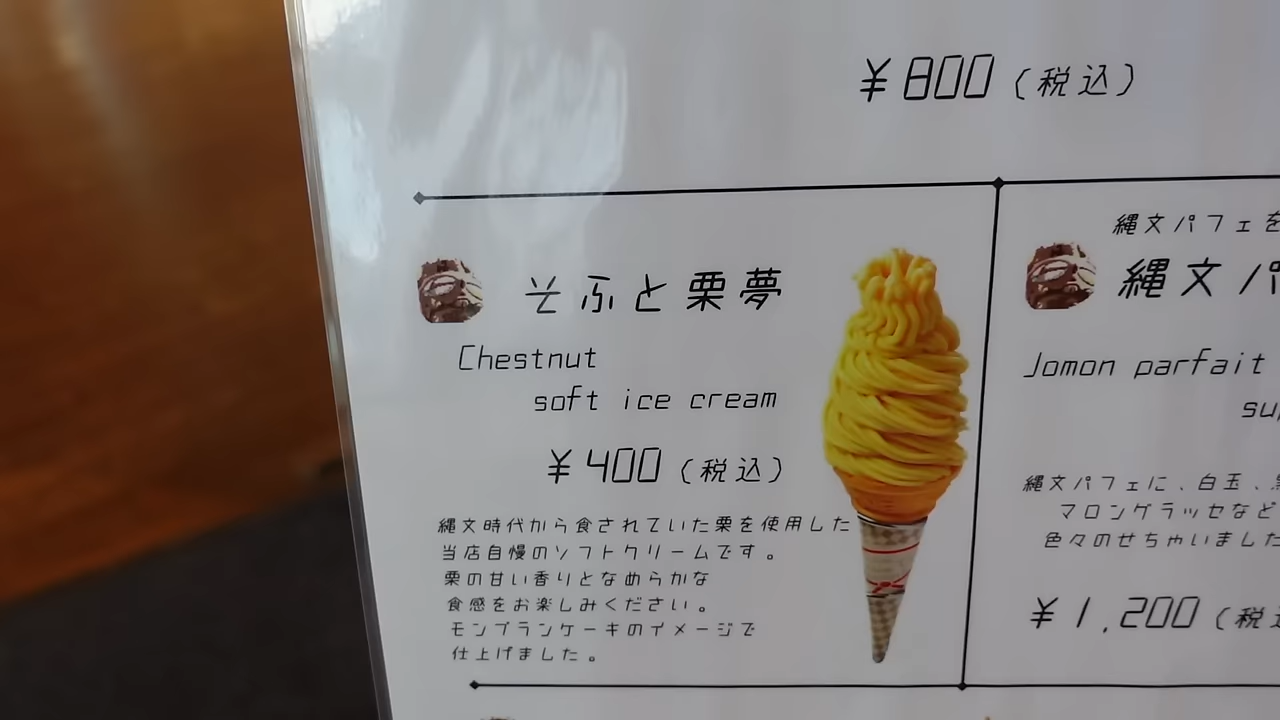 ¥800（税込）
そふと栗夢
Chestnut
soft ice cream
¥400（税込）
縄文時代から食されていた栗を使用した
当店自慢のソフトクリームです。
栗の甘い香りとなめらかな
食感をお楽しみください。
モンブランケーキのイメージで
仕上げました。
縄文パフェを
縄文パ
Jomon parfait
縄文パフェに、白玉、
マロングラッセなど
色々のせちゃいました
¥1,200（税